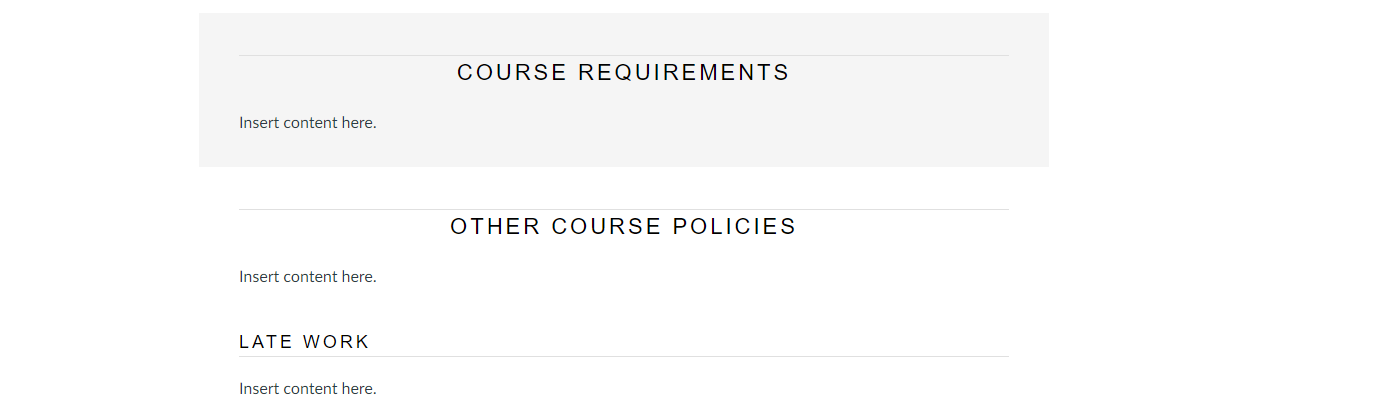 COURSE REQUIREMENTS
Insert content here.
OTHER COURSE POLICIES
Insert content here.
LATE WORK
Insert content here.